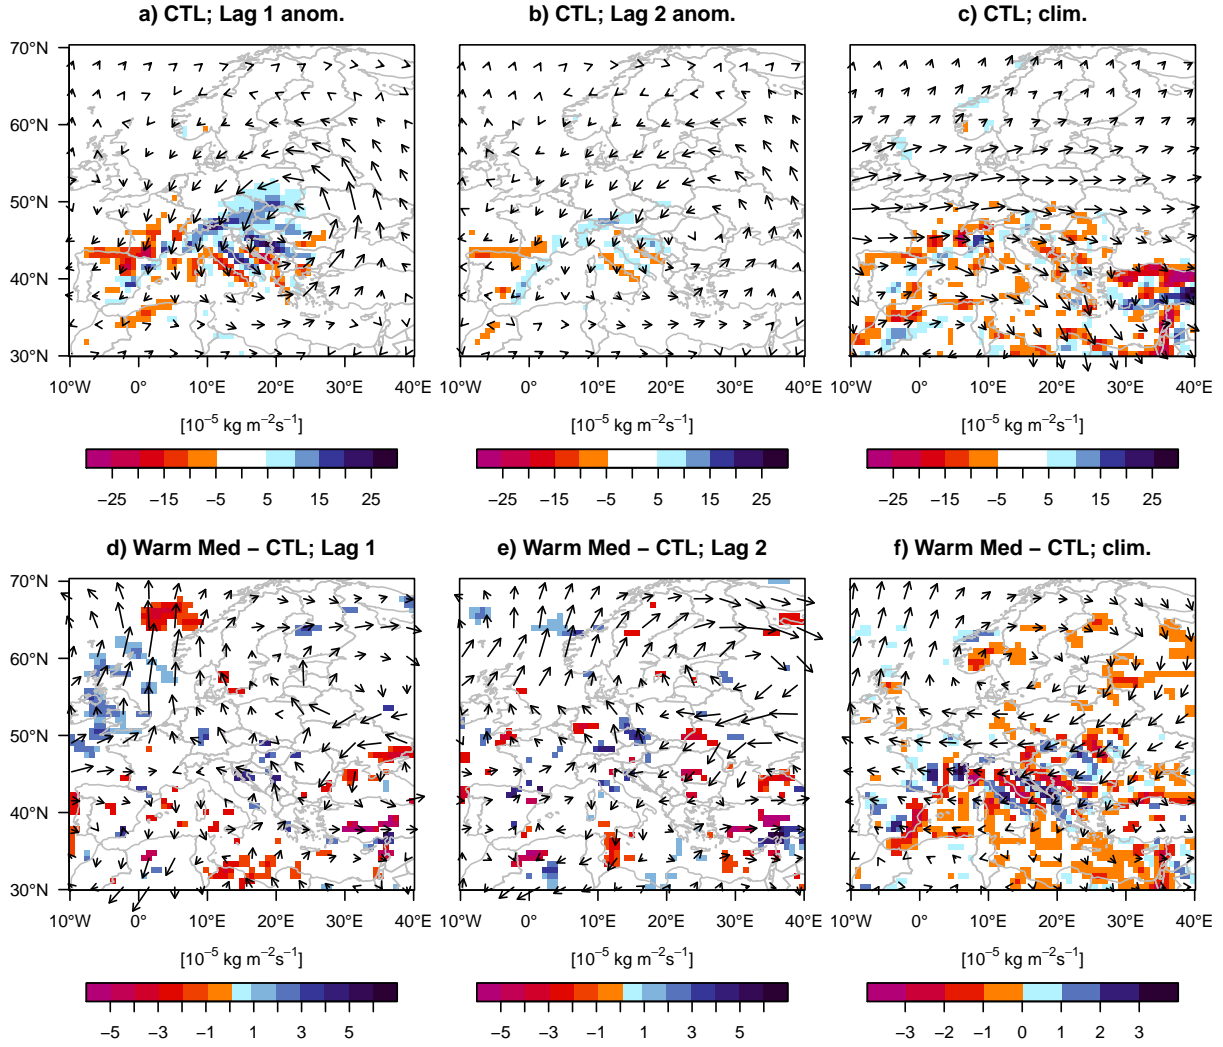 a) CTL; Lag 1 anom.
b) CTL; Lag 2 anom.
c) CTL; clim.
70°N
60°N
50°N
40°N
30°N
10°W 0° 10°E 20°E 30°E 40°E
10°W 0° 10°E 20°E 30°E 40°E
10°W 0° 10°E 20°E 30°E 40°E
[10⁻⁵ kg m⁻²s⁻¹]
[10⁻⁵ kg m⁻²s⁻¹]
[10⁻⁵ kg m⁻²s⁻¹]
−25 −15 −5 5 15 25
−25 −15 −5 5 15 25
−25 −15 −5 5 15 25
d) Warm Med − CTL; Lag 1
e) Warm Med − CTL; Lag 2
f) Warm Med − CTL; clim.
70°N
60°N
50°N
40°N
30°N
10°W 0° 10°E 20°E 30°E 40°E
10°W 0° 10°E 20°E 30°E 40°E
10°W 0° 10°E 20°E 30°E 40°E
[10⁻⁵ kg m⁻²s⁻¹]
[10⁻⁵ kg m⁻²s⁻¹]
[10⁻⁵ kg m⁻²s⁻¹]
−5 −3 −1 1 3 5
−5 −3 −1 1 3 5
−3 −2 −1 0 1 2 3